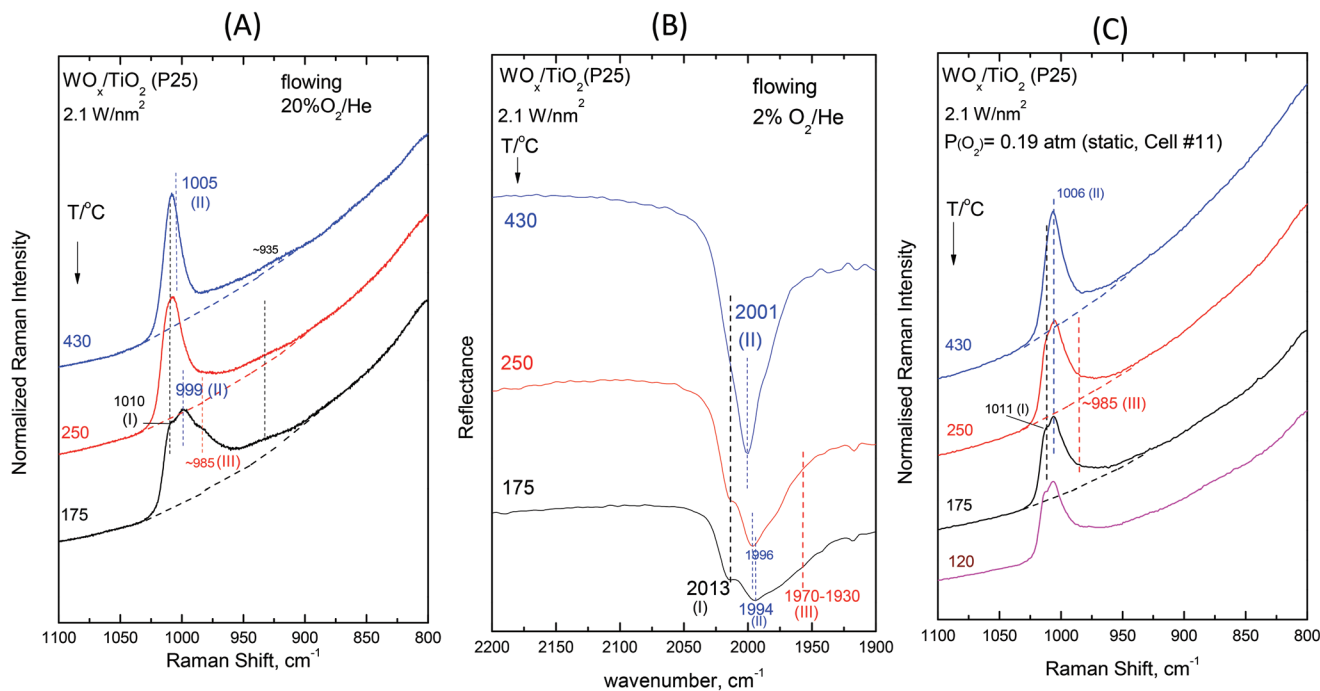 (A)
WOx/TiO2 (P25)
2.1 W/nm²
flowing
20%O2/He
T/°C
1005
(II)
~935
430
250
175
1010
(I)
999 (II)
~985 (III)
Normalized Raman Intensity
1100 1050 1000 950 900 850 800
Raman Shift, cm⁻¹
(B)
WOx/TiO2 (P25)
2.1 W/nm²
flowing
2% O2/He
T/°C
430
250
175
2001
(II)
2013
(I)
1996
1994
(II)
1970-1930
(III)
Reflectance
2200 2150 2100 2050 2000 1950 1900
wavenumber, cm⁻¹
(C)
WOx/TiO2 (P25)
2.1 W/nm²
P(O2)= 0.19 atm (static, Cell #11)
T/°C
1006 (II)
1011 (I)
~985 (III)
430
250
175
120
Normalised Raman Intensity
1100 1050 1000 950 900 850 800
Raman Shift, cm⁻¹